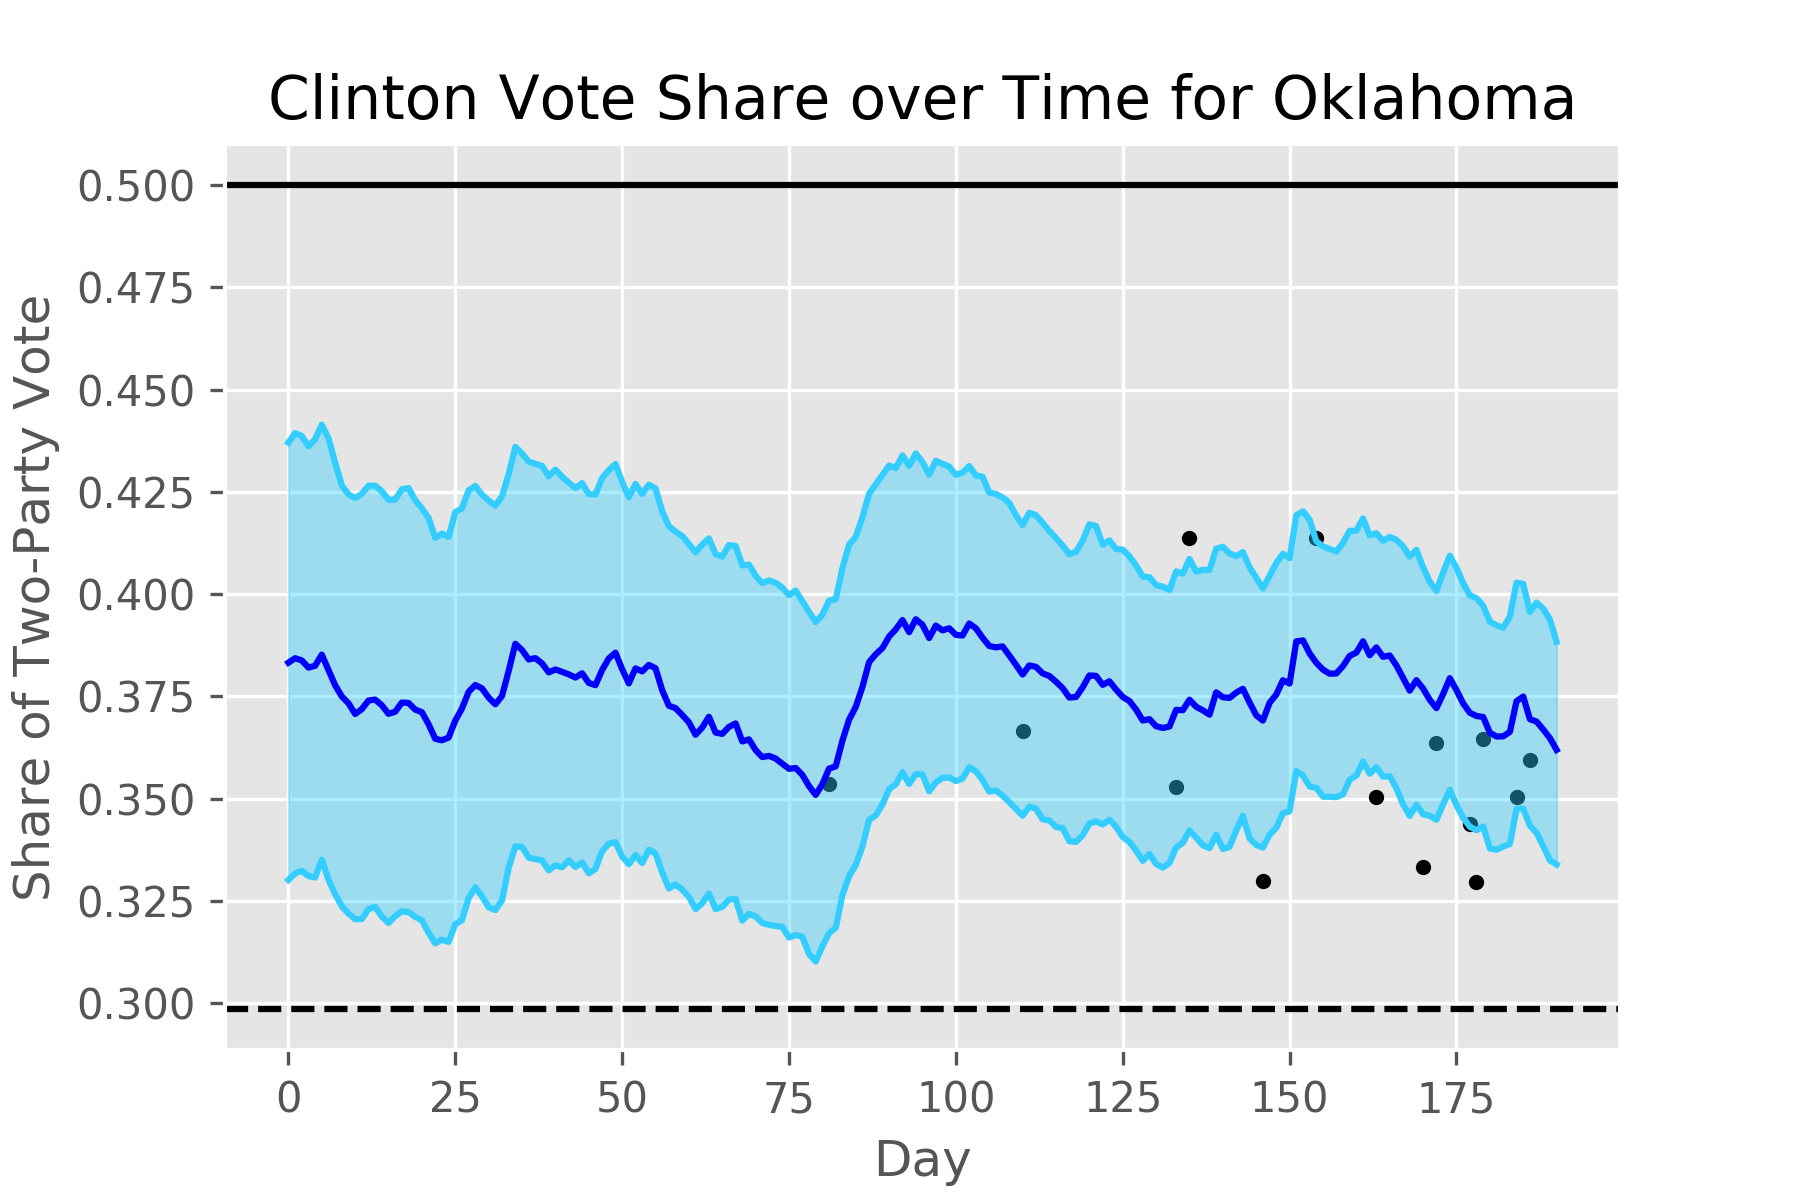 Clinton Vote Share over Time for Oklahoma
Share of Two-Party Vote
0.500
0.475
0.450
0.425
0.400
0.375
0.350
0.325
0.300
0 25 50 75 100 125 150 175
Day